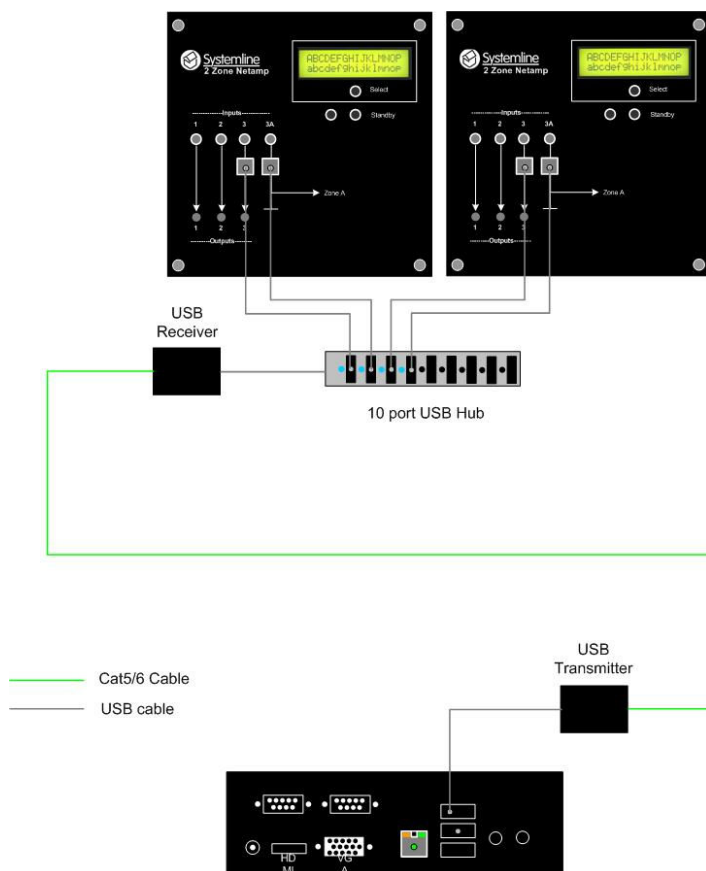 Systemline
2 Zone Netamp
ABCDEFGHIJKLMNOP
abcdefghijklmnop
Select
Standby
Inputs
1 2 3 3A
Zone A
1 2 3
Outputs
Systemline
2 Zone Netamp
ABCDEFGHIJKLMNOP
abcdefghijklmnop
Select
Standby
Inputs
1 2 3 3A
Zone A
1 2 3
Outputs
USB
Receiver
10 port USB Hub
USB
Transmitter
Cat5/6 Cable
USB cable
HD
MI
VG
A